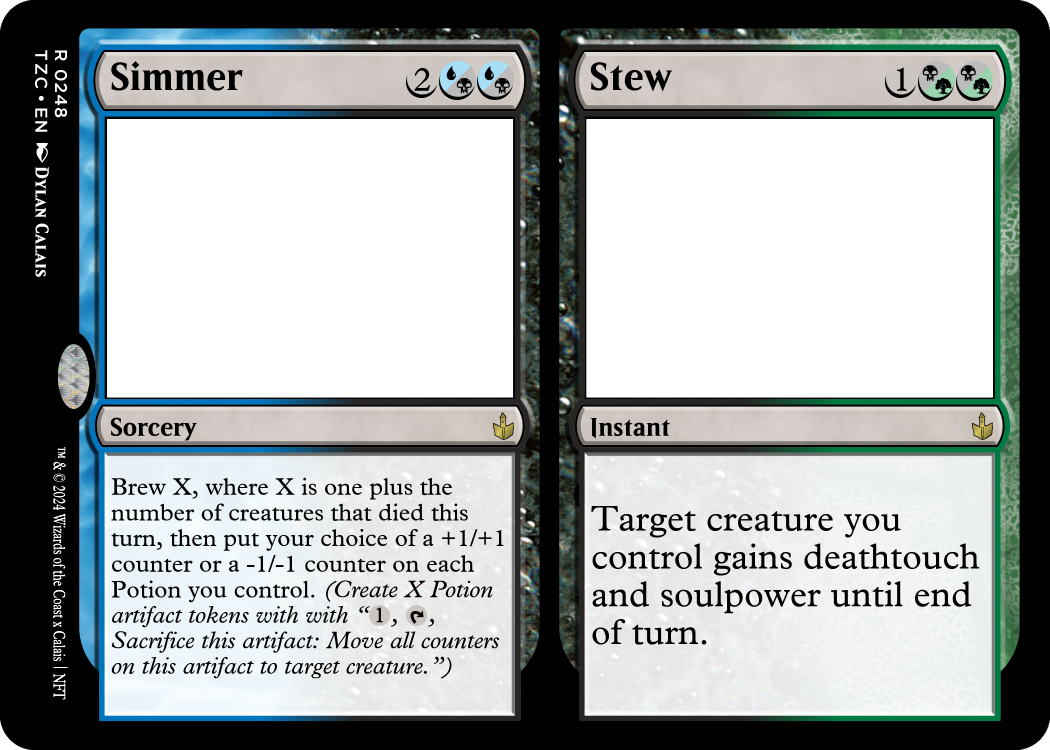 R 0248
TZC • EN DYLAN CALAIS
™ & © 2024 Wizards of the Coast x Calais | NFT
Simmer 2
Sorcery
Brew X, where X is one plus the
number of creatures that died this
turn, then put your choice of a +1/+1
counter or a -1/-1 counter on each
Potion you control. (Create X Potion
artifact tokens with with “1, ,
Sacrifice this artifact: Move all counters
on this artifact to target creature.”)
Stew 1
Instant
Target creature you
control gains deathtouch
and soulpower until end
of turn.